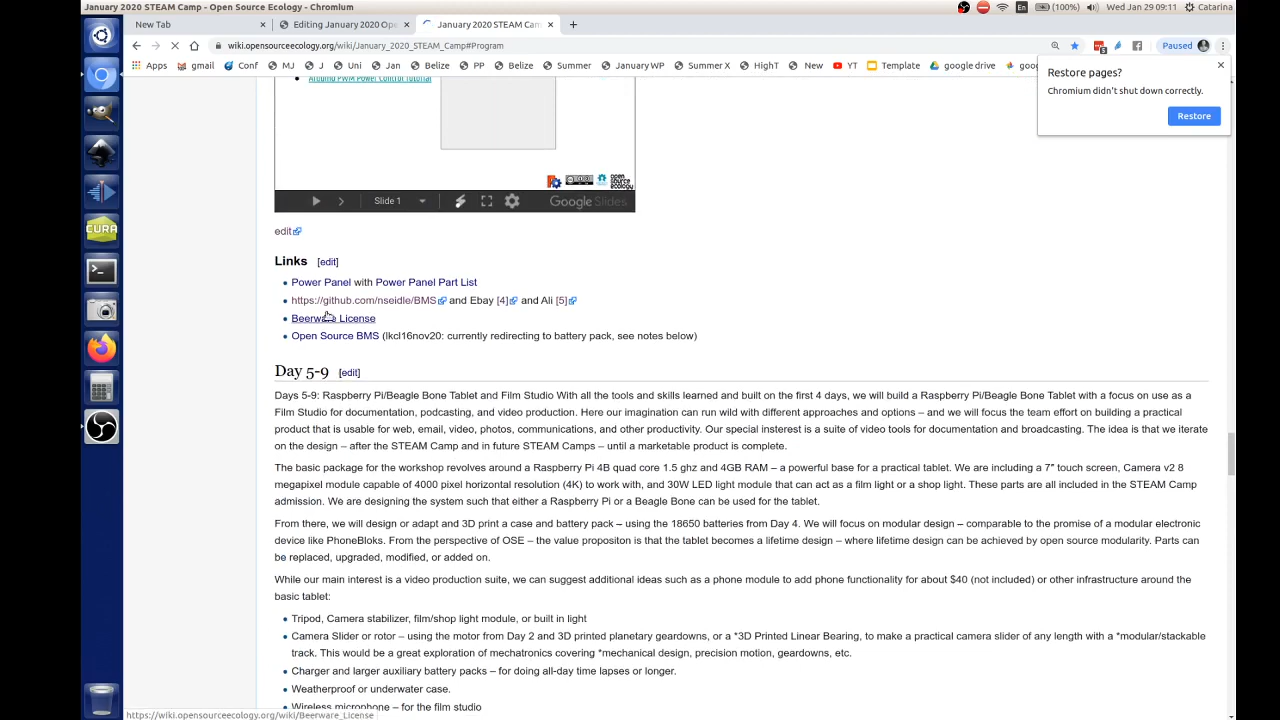 January 2020 STEAM Camp - Open Source Ecology - Chromium
En (100%) Wed Jan 29 09:11 Catarina
New Tab × Editing January 2020 Ope × January 2020 STEAM Cam × +
wiki.opensourceecology.org/wiki/January_2020_STEAM_Camp#Program Paused
Apps gmail Conf MJ J Uni Jan Belize PP Belize Summer January WP Summer X HighT New YT Template google drive goog
Restore pages? ×
Chromium didn't shut down correctly.
Restore
Arduino PWM Power Control Tutorial
open source ecology
Slide 1 Google Slides
edit
Links [edit]
Power Panel with Power Panel Part List
https://github.com/nseidle/BMS and Ebay [4] and Ali [5]
Beerware License
Open Source BMS (lkcl16nov20: currently redirecting to battery pack, see notes below)
Day 5-9 [edit]
Days 5-9: Raspberry Pi/Beagle Bone Tablet and Film Studio With all the tools and skills learned and built on the first 4 days, we will build a Raspberry Pi/Beagle Bone Tablet with a focus on use as a
Film Studio for documentation, podcasting, and video production. Here our imagination can run wild with different approaches and options – and we will focus the team effort on building a practical
product that is usable for web, email, video, photos, communications, and other productivity. Our special insterest is a suite of video tools for documentation and broadcasting. The idea is that we iterate
on the design – after the STEAM Camp and in future STEAM Camps – until a marketable product is complete.
The basic package for the workshop revolves around a Raspberry Pi 4B quad core 1.5 ghz and 4GB RAM – a powerful base for a practical tablet. We are including a 7" touch screen, Camera v2 8
megapixel module capable of 4000 pixel horizontal resolution (4K) to work with, and 30W LED light module that can act as a film light or a shop light. These parts are all included in the STEAM Camp
admission. We are designing the system such that either a Raspberry Pi or a Beagle Bone can be used for the tablet.
From there, we will design or adapt and 3D print a case and battery pack – using the 18650 batteries from Day 4. We will focus on modular design – comparable to the promise of a modular electronic
device like PhoneBloks. From the perspective of OSE – the value propositon is that the tablet becomes a lifetime design – where lifetime design can be achieved by open source modularity. Parts can
be replaced, upgraded, modified, or added on.
While our main interest is a video production suite, we can suggest additional ideas such as a phone module to add phone functionality for about $40 (not included) or other infrastructure around the
basic tablet:
Tripod, Camera stabilizer, film/shop light module, or built in light
Camera Slider or rotor – using the motor from Day 2 and 3D printed planetary geardowns, or a *3D Printed Linear Bearing, to make a practical camera slider of any length with a *modular/stackable
track. This would be a great exploration of mechatronics covering *mechanical design, precision motion, geardowns, etc.
Charger and larger auxiliary battery packs – for doing all-day time lapses or longer.
Weatherproof or underwater case.
Wireless microphone – for the film studio
https://wiki.opensourceecology.org/wiki/Beerware_License
CURA